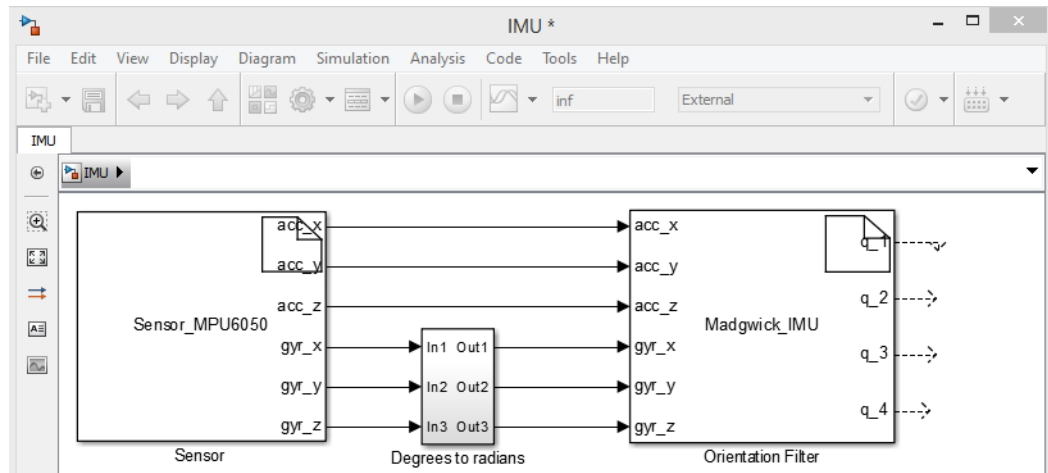 IMU *
File Edit View Display Diagram Simulation Analysis Code Tools Help
inf External
IMU
IMU
acc_x
acc_y
acc_z
gyr_x
gyr_y
gyr_z
Sensor_MPU6050
Sensor
In1 Out1
In2 Out2
In3 Out3
Degrees to radians
acc_x
acc_y
acc_z
gyr_x
gyr_y
gyr_z
Madgwick_IMU
q_1
q_2
q_3
q_4
Orientation Filter